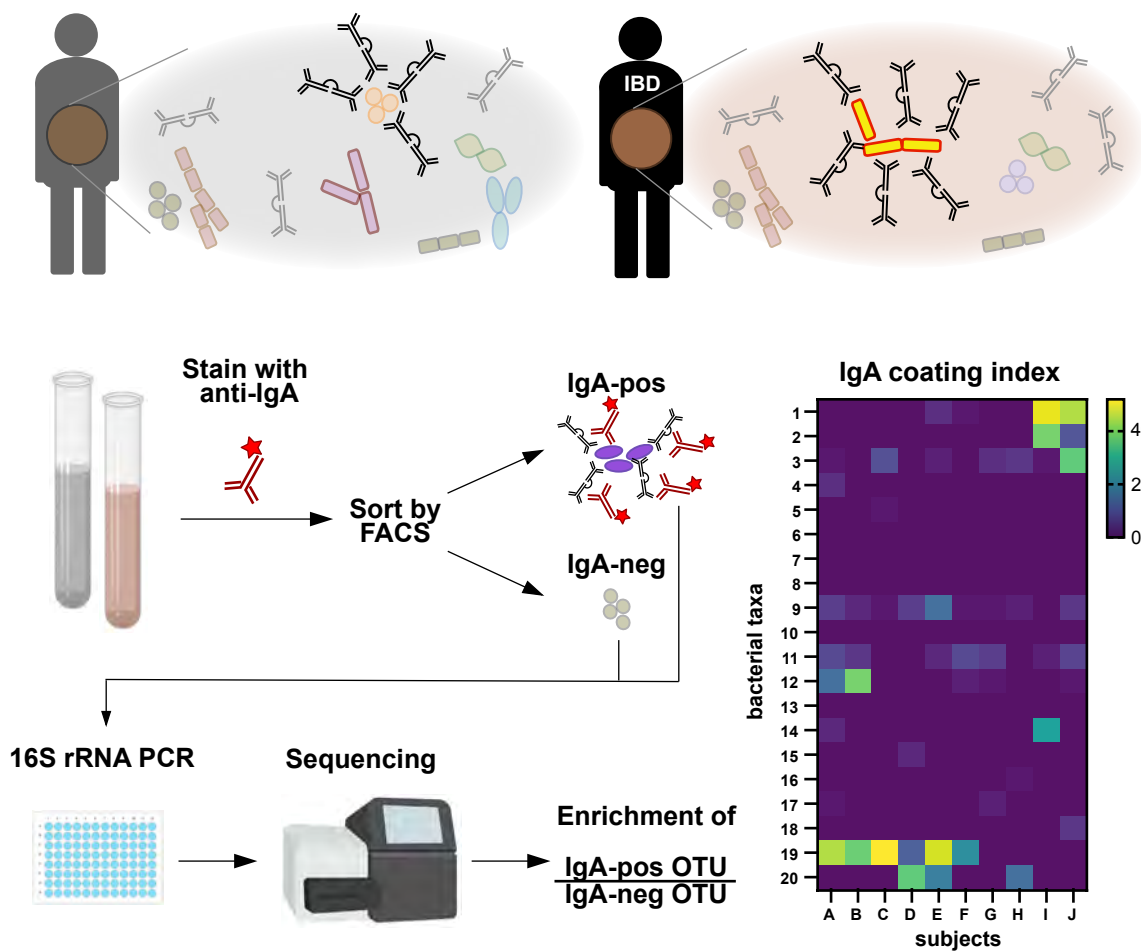 IBD
Stain with
anti-IgA
Sort by
FACS
IgA-pos
IgA-neg
16S rRNA PCR
Sequencing
Enrichment of
IgA-pos OTU
IgA-neg OTU
IgA coating index
bacterial taxa
1
2
3
4
5
6
7
8
9
10
11
12
13
14
15
16
17
18
19
20
A B C D E F G H I J
subjects
4
2
0